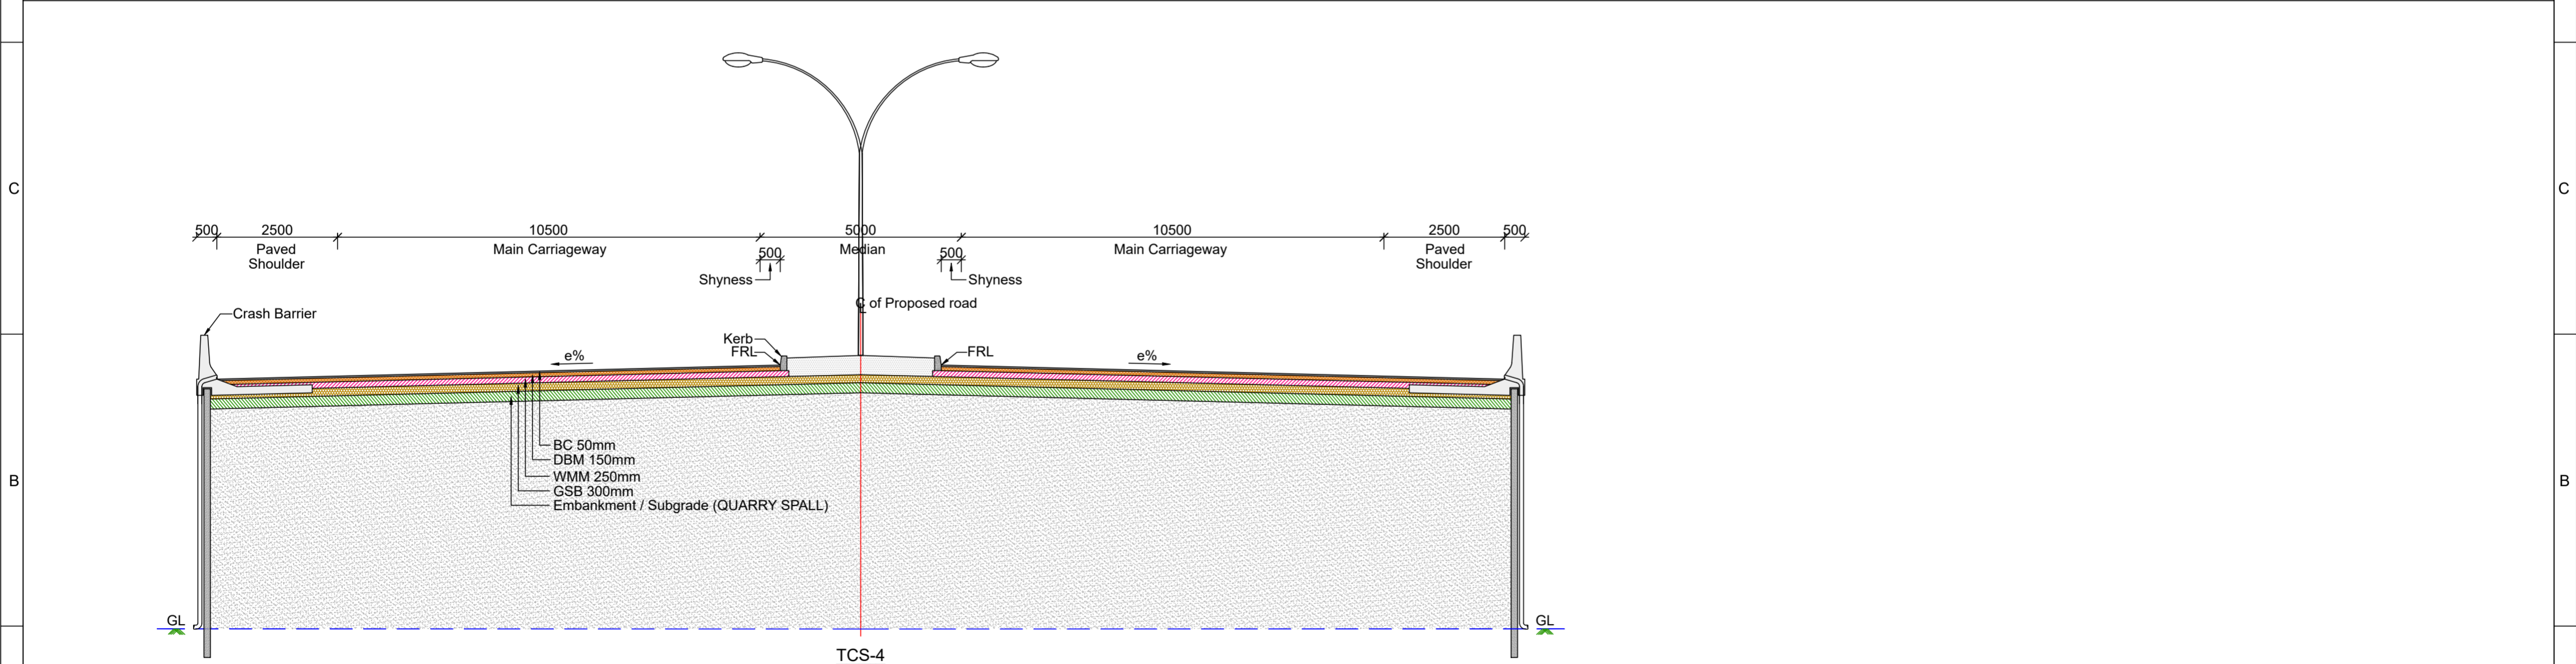 C
C
500
2500
10500
5000
10500
2500
500
Paved
Shoulder
Main Carriageway
Median
Main Carriageway
Paved
Shoulder
500
500
Shyness
Shyness
℄ of Proposed road
Crash Barrier
Kerb
FRL
FRL
e%
e%
BC 50mm
DBM 150mm
WMM 250mm
GSB 300mm
Embankment / Subgrade (QUARRY SPALL)
B
B
GL
GL
TCS-4